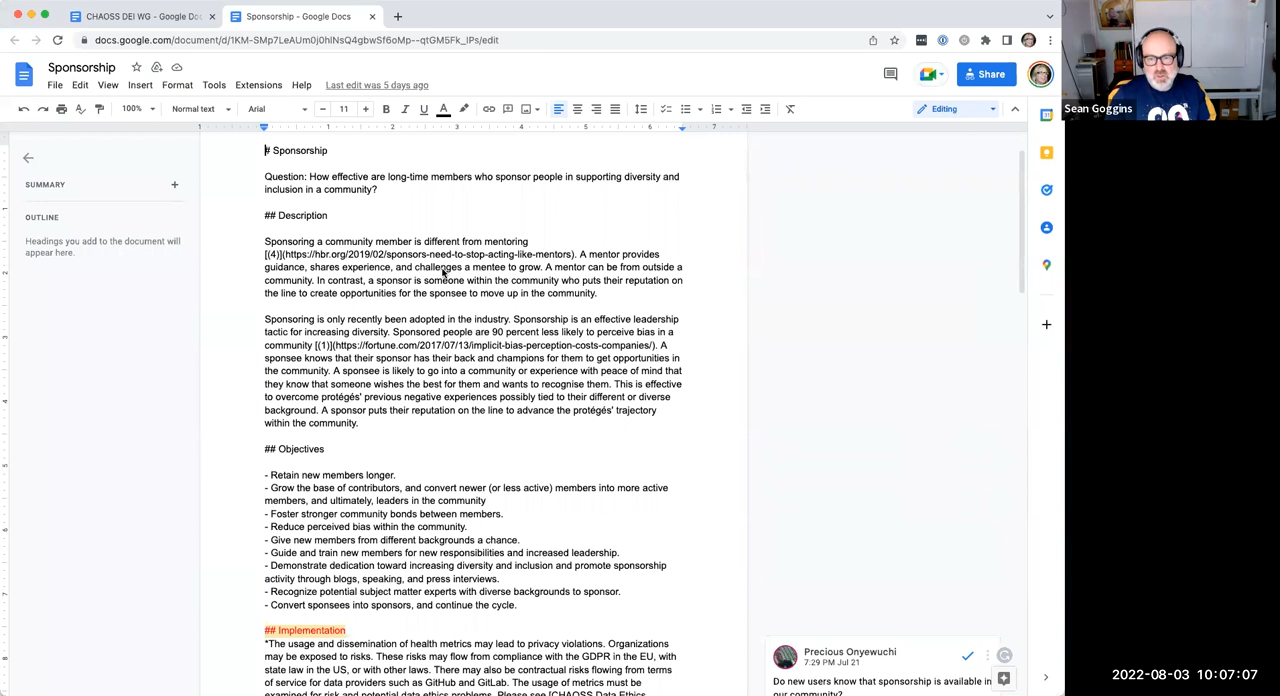 CHAOSS DEI WG - Google Doc
Sponsorship - Google Docs
docs.google.com/document/d/1KM-SMp7LeAUm0j0hlNsQ4gbwSf6oMp--qtGM5Fk_lPs/edit
Sponsorship
File Edit View Insert Format Tools Extensions Help Last edit was 5 days ago
Share
100% Normal text Arial 11 Editing
SUMMARY
OUTLINE
Headings you add to the document will
appear here.
# Sponsorship
Question: How effective are long-time members who sponsor people in supporting diversity and
inclusion in a community?
## Description
Sponsoring a community member is different from mentoring
[(4)](https://hbr.org/2019/02/sponsors-need-to-stop-acting-like-mentors). A mentor provides
guidance, shares experience, and challenges a mentee to grow. A mentor can be from outside a
community. In contrast, a sponsor is someone within the community who puts their reputation on
the line to create opportunities for the sponsee to move up in the community.
Sponsoring is only recently been adopted in the industry. Sponsorship is an effective leadership
tactic for increasing diversity. Sponsored people are 90 percent less likely to perceive bias in a
community [(1)](https://fortune.com/2017/07/13/implicit-bias-perception-costs-companies/). A
sponsee knows that their sponsor has their back and champions for them to get opportunities in
the community. A sponsee is likely to go into a community or experience with peace of mind that
they know that someone wishes the best for them and wants to recognise them. This is effective
to overcome protégés' previous negative experiences possibly tied to their different or diverse
background. A sponsor puts their reputation on the line to advance the protégés' trajectory
within the community.
## Objectives
- Retain new members longer.
- Grow the base of contributors, and convert newer (or less active) members into more active
members, and ultimately, leaders in the community
- Foster stronger community bonds between members.
- Reduce perceived bias within the community.
- Give new members from different backgrounds a chance.
- Guide and train new members for new responsibilities and increased leadership.
- Demonstrate dedication toward increasing diversity and inclusion and promote sponsorship
activity through blogs, speaking, and press interviews.
- Recognize potential subject matter experts with diverse backgrounds to sponsor.
- Convert sponsees into sponsors, and continue the cycle.
## Implementation
*The usage and dissemination of health metrics may lead to privacy violations. Organizations
may be exposed to risks. These risks may flow from compliance with the GDPR in the EU, with
state law in the US, or with other laws. There may also be contractual risks flowing from terms
of service for data providers such as GitHub and GitLab. The usage of metrics must be
examined for risk and potential data ethics problems. Please see [CHAOSS Data Ethics
Precious Onyewuchi
7:29 PM Jul 21
Do new users know that sponsorship is available in
our community?
Sean Goggins
2022-08-03 10:07:07